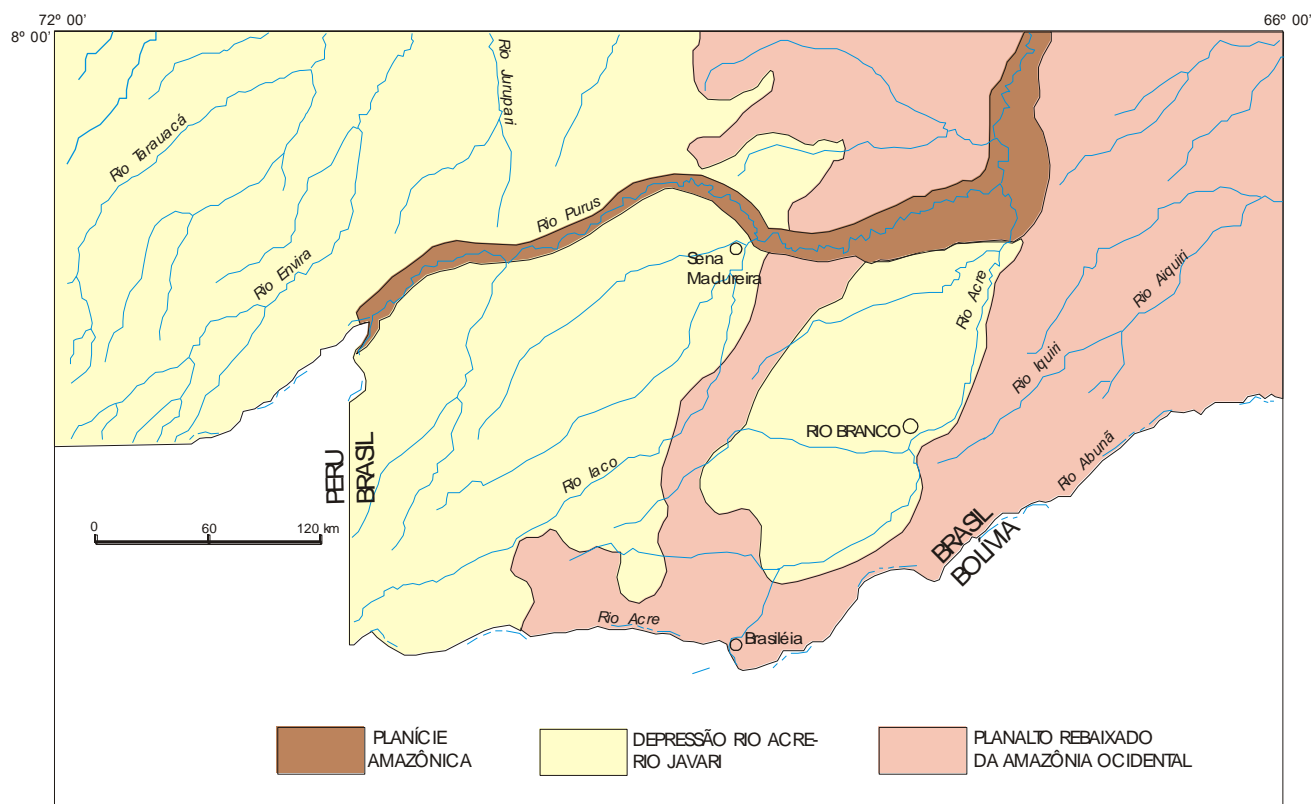 72º 00'
66º 00'
8º 00'
Rio Jurupari
Rio Tarauacá
Rio Purus
Rio Envira
Sena
Madureira
Rio Acre
Rio Aiquiri
Rio Iquiri
RIO BRANCO
Rio Abunã
PERU
BRASIL
Rio Iaco
0 60 120 km
BRASIL
BOLÍVIA
Rio Acre
Brasiléia
PLANÍCIE
AMAZÔNICA
DEPRESSÃO RIO ACRE-
RIO JAVARI
PLANALTO REBAIXADO
DA AMAZÔNIA OCIDENTAL